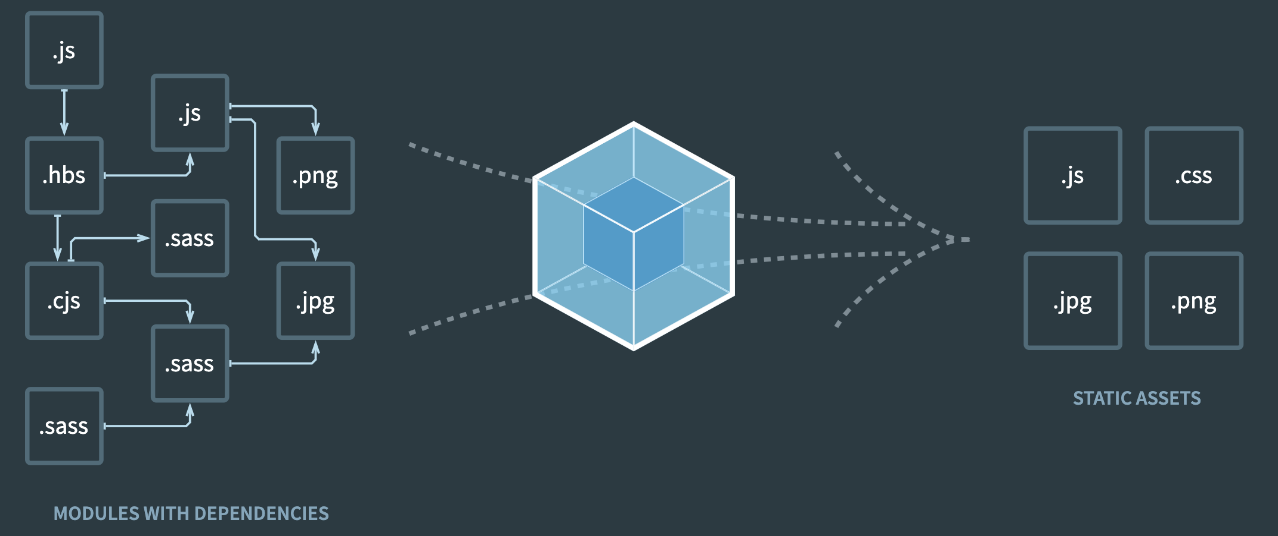 .js
.js
.hbs
.png
.sass
.cjs
.jpg
.sass
.sass
MODULES WITH DEPENDENCIES
.js
.css
.jpg
.png
STATIC ASSETS